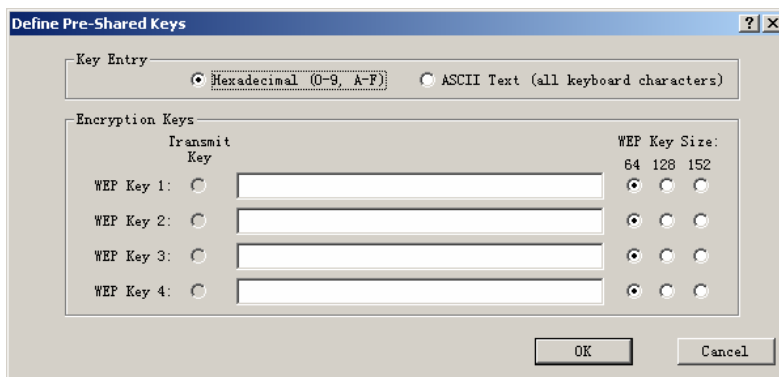 Define Pre-Shared Keys
Key Entry
Hexadecimal (0-9, A-F)
ASCII Text (all keyboard characters)
Encryption Keys
Transmit Key
WEP Key Size:
64 128 152
WEP Key 1:
WEP Key 2:
WEP Key 3:
WEP Key 4:
OK
Cancel